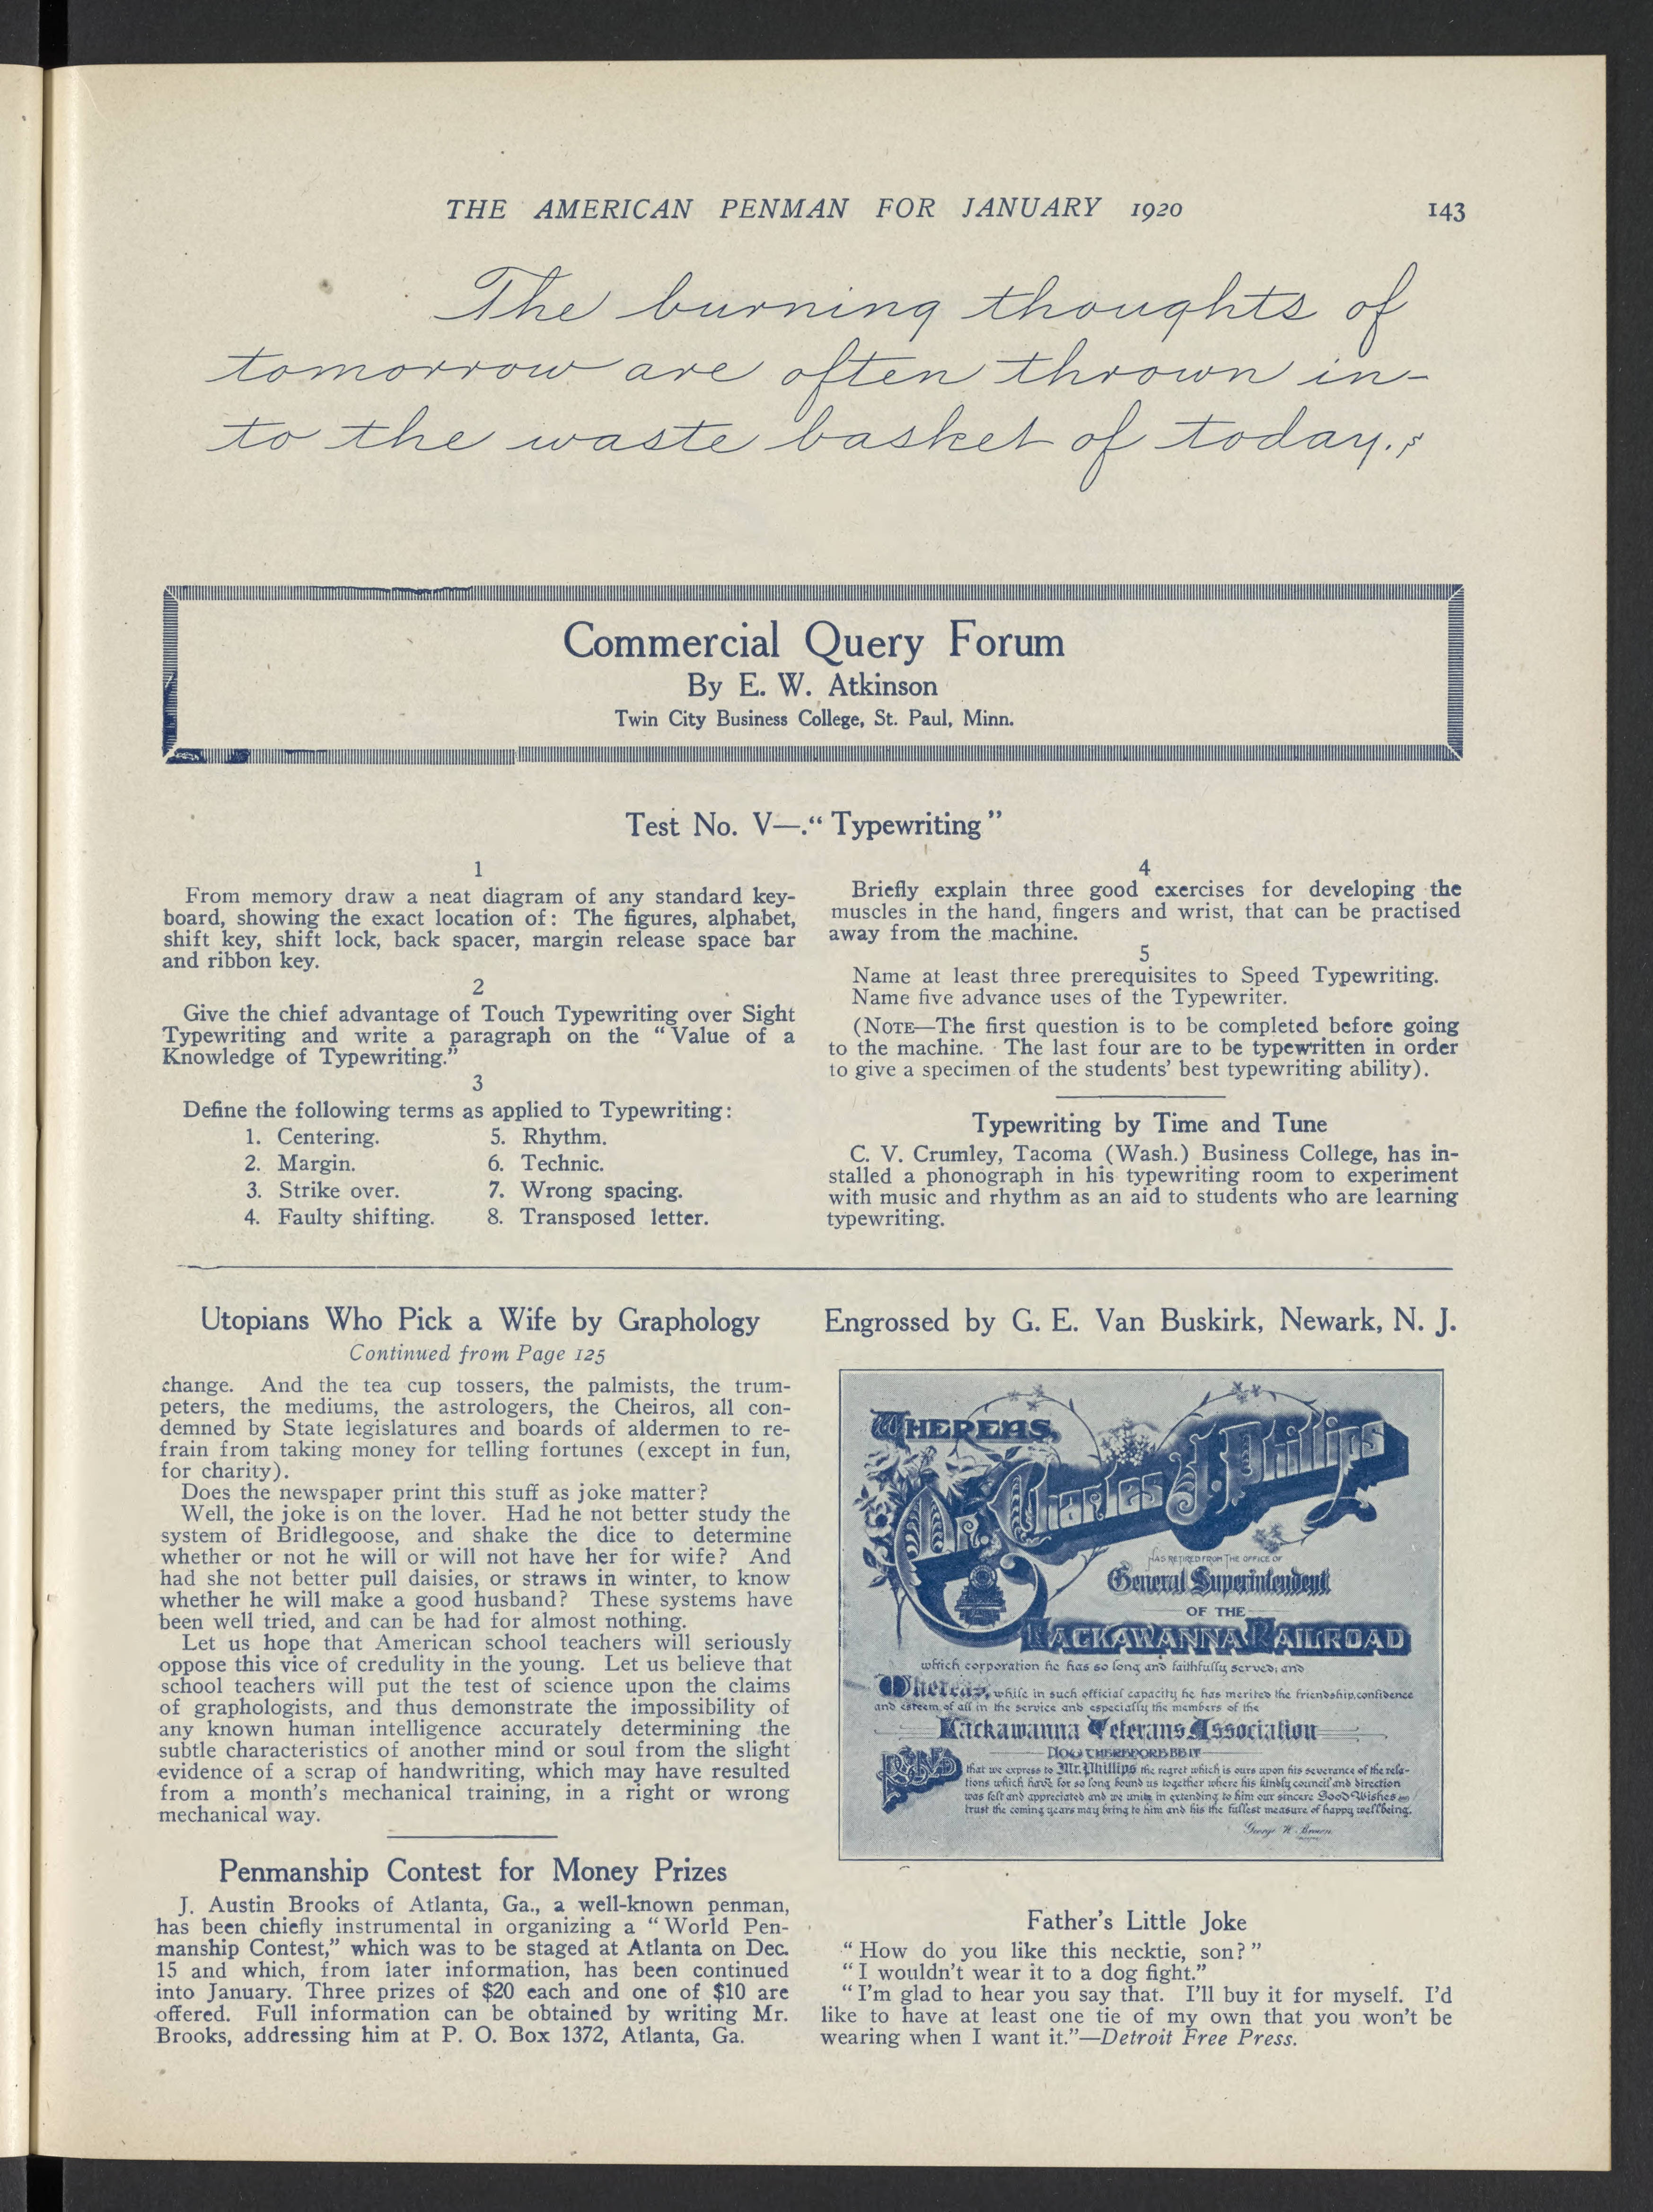 THE AMERICAN PENMAN FOR JANUARY 1920 143
The burning thoughts of
tomorrow are often thrown in-
to the waste basket of today.
Commercial Query Forum
By E. W. Atkinson
Twin City Business College, St. Paul, Minn.
Test No. V—.“Typewriting”
1
From memory draw a neat diagram of any standard key-
board, showing the exact location of: The figures, alphabet,
shift key, shift lock, back spacer, margin release space bar
and ribbon key.
2
Give the chief advantage of Touch Typewriting over Sight
Typewriting and write a paragraph on the “Value of a
Knowledge of Typewriting.”
3
Define the following terms as applied to Typewriting:
1. Centering. 5. Rhythm.
2. Margin. 6. Technic.
3. Strike over. 7. Wrong spacing.
4. Faulty shifting. 8. Transposed letter.
4
Briefly explain three good exercises for developing the
muscles in the hand, fingers and wrist, that can be practised
away from the machine.
5
Name at least three prerequisites to Speed Typewriting.
Name five advance uses of the Typewriter.
(NOTE—The first question is to be completed before going
to the machine. The last four are to be typewritten in order
to give a specimen of the students’ best typewriting ability).
Typewriting by Time and Tune
C. V. Crumley, Tacoma (Wash.) Business College, has in-
stalled a phonograph in his typewriting room to experiment
with music and rhythm as an aid to students who are learning
typewriting.
Utopians Who Pick a Wife by Graphology
Continued from Page 125
change. And the tea cup tossers, the palmists, the trum-
peters, the mediums, the astrologers, the Cheiros, all con-
demned by State legislatures and boards of aldermen to re-
frain from taking money for telling fortunes (except in fun,
for charity).
Does the newspaper print this stuff as joke matter?
Well, the joke is on the lover. Had he not better study the
system of Bridlegoose, and shake the dice to determine
whether or not he will or will not have her for wife? And
had she not better pull daisies, or straws in winter, to know
whether he will make a good husband? These systems have
been well tried, and can be had for almost nothing.
Let us hope that American school teachers will seriously
oppose this vice of credulity in the young. Let us believe that
school teachers will put the test of science upon the claims
of graphologists, and thus demonstrate the impossibility of
any known human intelligence accurately determining the
subtle characteristics of another mind or soul from the slight
evidence of a scrap of handwriting, which may have resulted
from a month’s mechanical training, in a right or wrong
mechanical way.
Penmanship Contest for Money Prizes
J. Austin Brooks of Atlanta, Ga., a well-known penman,
has been chiefly instrumental in organizing a “World Pen-
manship Contest,” which was to be staged at Atlanta on Dec.
15 and which, from later information, has been continued
into January. Three prizes of $20 each and one of $10 are
offered. Full information can be obtained by writing Mr.
Brooks, addressing him at P. O. Box 1372, Atlanta, Ga.
Engrossed by G. E. Van Buskirk, Newark, N. J.
WHEREAS,
Mr. Charles J. Phillips
HAS RETIRED FROM THE OFFICE OF
General Superintendent
OF THE
LACKAWANNA RAILROAD
which corporation he has so long and faithfully served; and
Whereas, while in such official capacity he has merited the friendship, confidence
and esteem of all in the service and especially the members of the
Lackawanna Veterans Association
NOW THEREFORE BE IT
RESOLVED
that we express to Mr. Phillips the regret which is ours upon his severance of the rela-
tions which have for so long bound us together where his kindly council and direction
was felt and appreciated and we unite in extending to him our sincere Good Wishes and
trust the coming years may bring to him and his the fullest measure of happy wellbeing.
Father’s Little Joke
“How do you like this necktie, son?”
“I wouldn’t wear it to a dog fight.”
“I’m glad to hear you say that. I’ll buy it for myself. I’d
like to have at least one tie of my own that you won’t be
wearing when I want it.”—Detroit Free Press.